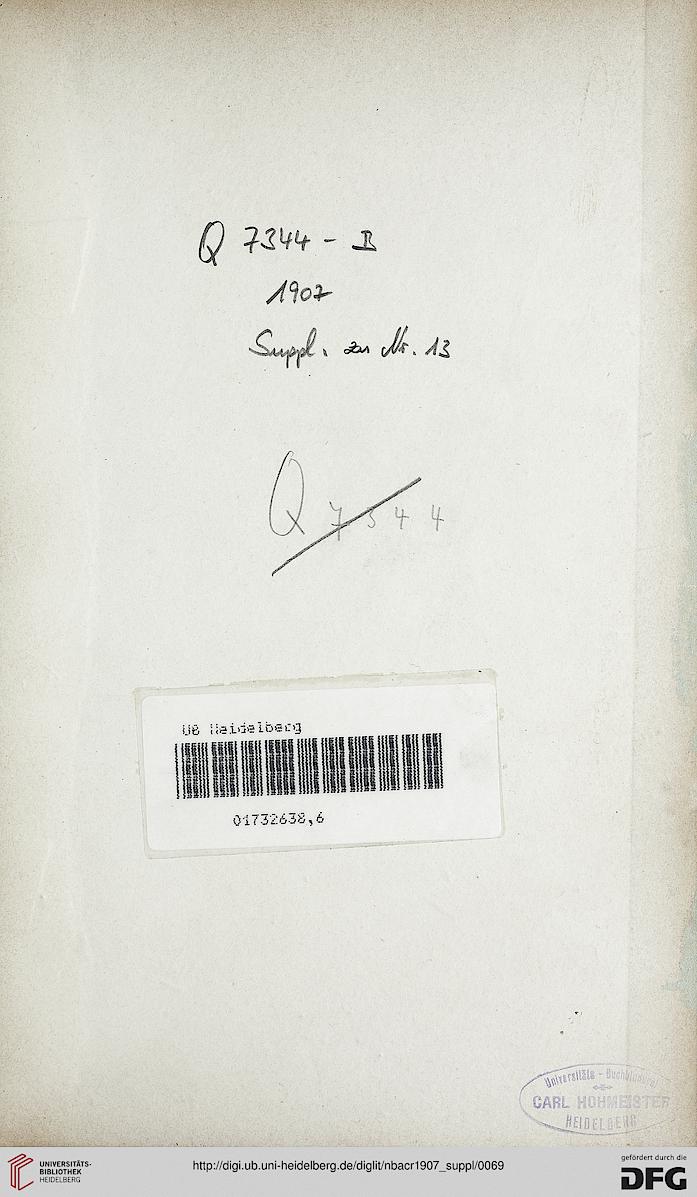 Q 7344 - B
1907
Suppl. zu Nr. 13
Q 7344
UB Heidelberg
01732638,6
Universitäts - Buchbinderei
CARL HOHMEISTER
HEIDELBERG
UNIVERSITÄTS-
BIBLIOTHEK
HEIDELBERG
http://digi.ub.uni-heidelberg.de/diglit/nbacr1907_suppl/0069
gefördert durch die
DFG